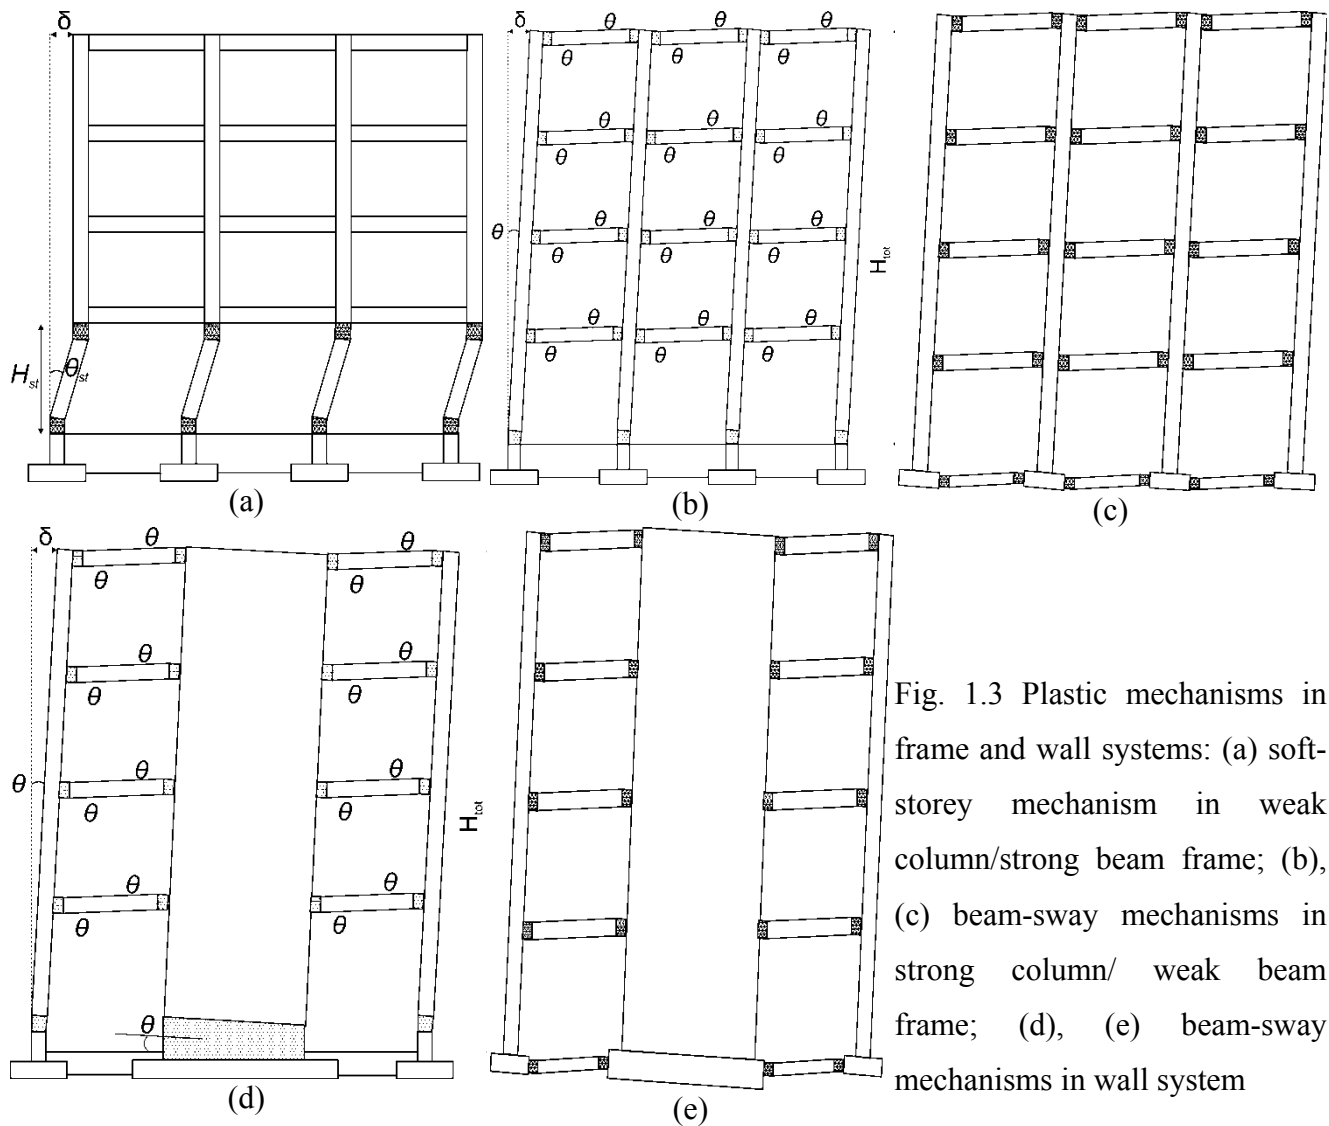 δ
H_st
θ_st
(a)
δ θ θ θ
θ θ θ
θ θ θ
θ θ θ
θ
θ θ θ
θ θ θ
H_tot
θ θ θ
θ θ θ
(b)
(c)
δ θ θ
θ θ
θ θ
θ θ
θ
θ θ
θ θ
H_tot
θ θ
θ θ
θ
(d)
(e)
Fig. 1.3 Plastic mechanisms in
frame and wall systems: (a) soft-
storey mechanism in weak
column/strong beam frame; (b),
(c) beam-sway mechanisms in
strong column/ weak beam
frame; (d), (e) beam-sway
mechanisms in wall system